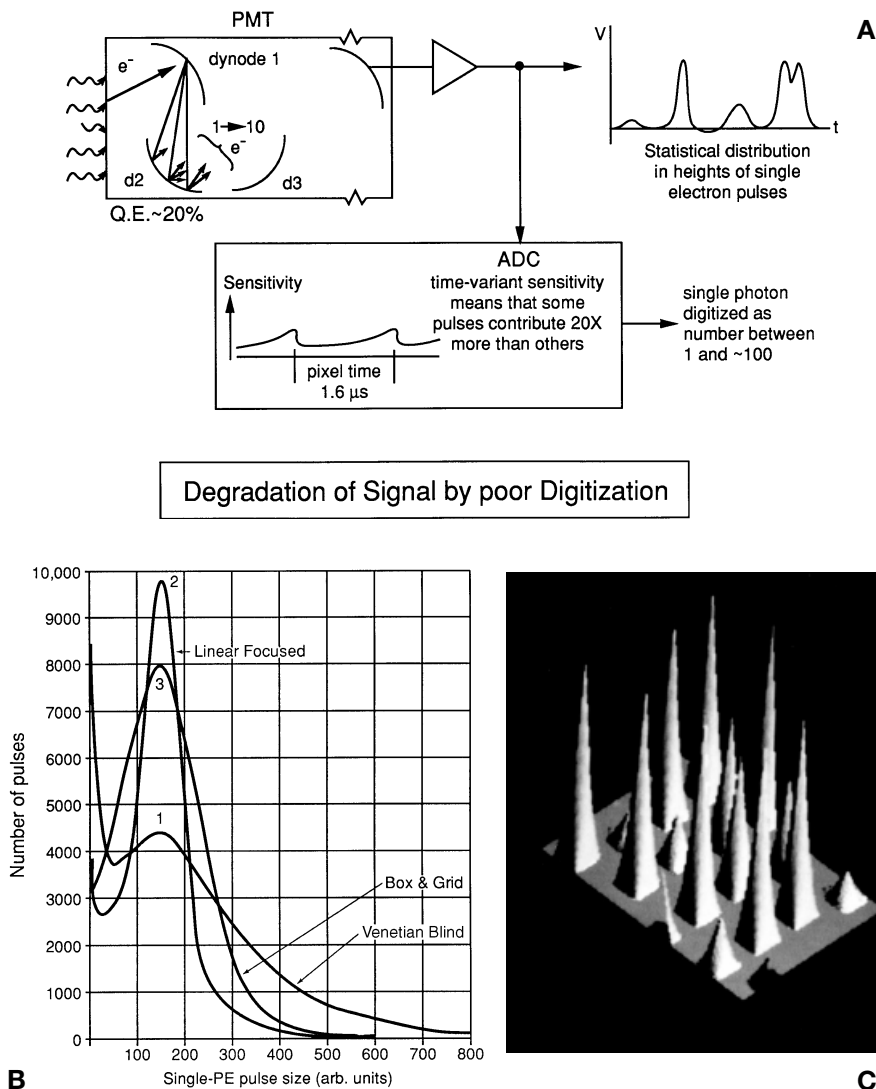 PMT
A
e-
dynode 1
1→10
e-
d2
d3
Q.E.~20%
V
t
Statistical distribution
in heights of single
electron pulses
ADC
Sensitivity
time-variant sensitivity
means that some
pulses contribute 20X
more than others
pixel time
1.6 μs
single photon
digitized as
number between
1 and ~100
Degradation of Signal by poor Digitization
10,000
9000
8000
7000
6000
5000
4000
3000
2000
1000
0
Number of pulses
2
Linear Focused
3
1
Box & Grid
Venetian Blind
100 200 300 400 500 600 700 800
Single-PE pulse size (arb. units)
B
C